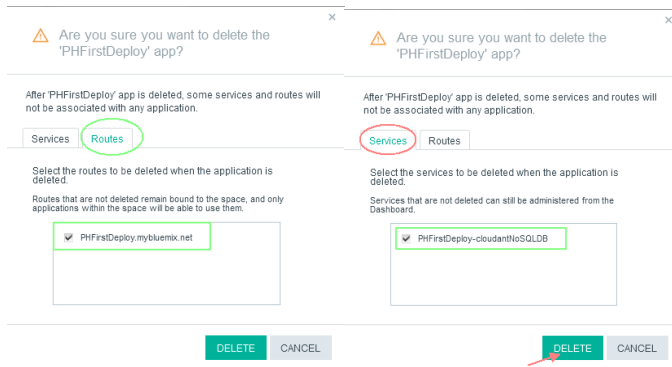 Are you sure you want to delete the
'PHFirstDeploy' app?
After 'PHFirstDeploy' app is deleted, some services and routes will
not be associated with any application.
Services
Routes
Select the routes to be deleted when the application is
deleted.
Routes that are not deleted remain bound to the space, and only
applications within the space will be able to use them.
PHFirstDeploy.mybluemix.net
DELETE
CANCEL
Are you sure you want to delete the
'PHFirstDeploy' app?
After 'PHFirstDeploy' app is deleted, some services and routes will
not be associated with any application.
Services
Routes
Select the services to be deleted when the application is
deleted.
Services that are not deleted can still be administered from the
Dashboard.
PHFirstDeploy-cloudantNoSQLDB
DELETE
CANCEL